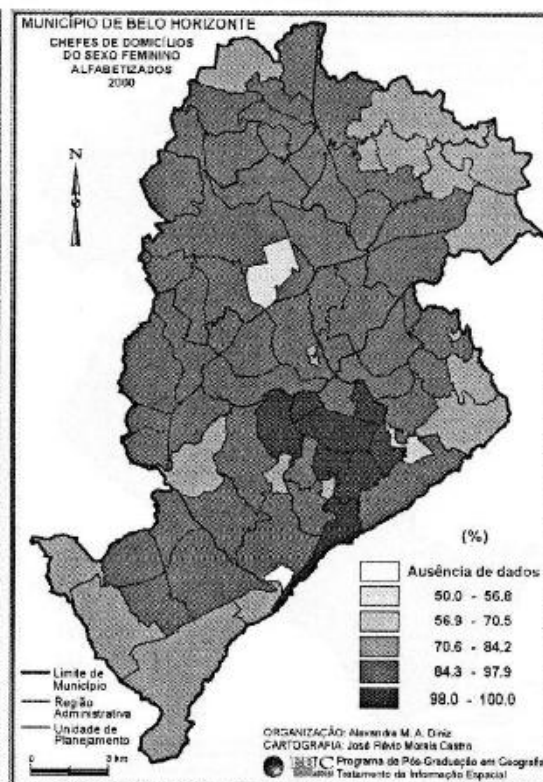 MUNICÍPIO DE BELO HORIZONTE
CHEFES DE DOMICÍLIOS
DO SEXO FEMININO
ALFABETIZADOS
2000
N
(%)
Ausência de dados
50.0 - 56.8
56.9 - 70.5
70.6 - 84.2
84.3 - 97.9
98.0 - 100.0
Limite de
Município
Região
Administrativa
Unidade de
Planejamento
0 3 km
ORGANIZAÇÃO: Alexandre M. A. Diniz
CARTOGRAFIA: José Flávio Morais Castro
Programa de Pós-Graduação em Geografia
Tratamento da Informação Espacial